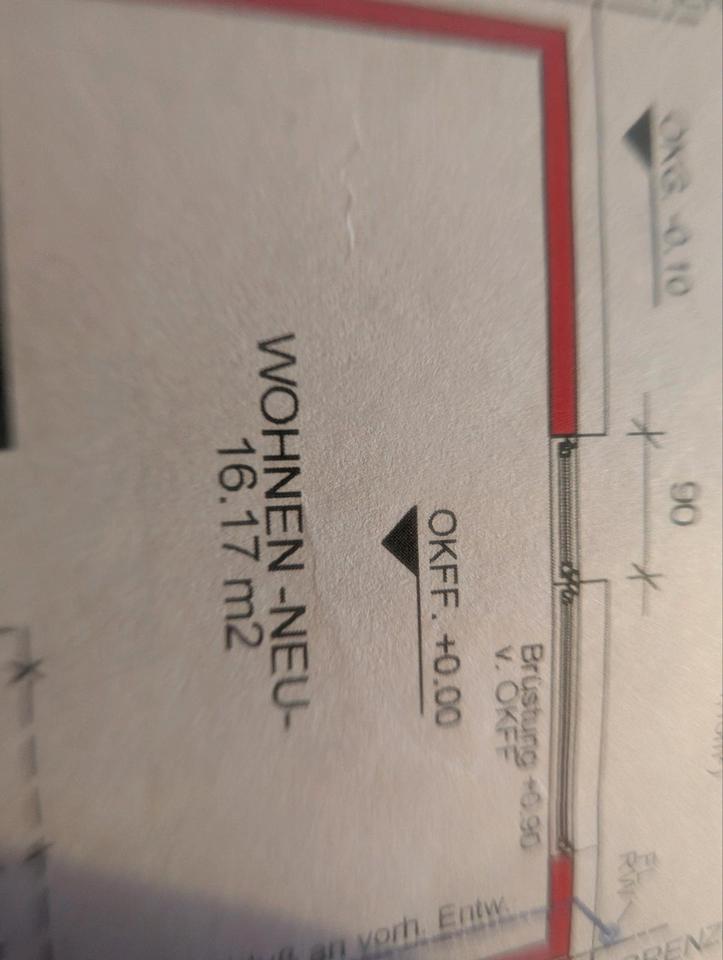 OKG -0.10
90
Brüstung +0.90
v. OKFF
OKFF. +0.00
WOHNEN -NEU-
16.17 m2
an vorh. Entw.